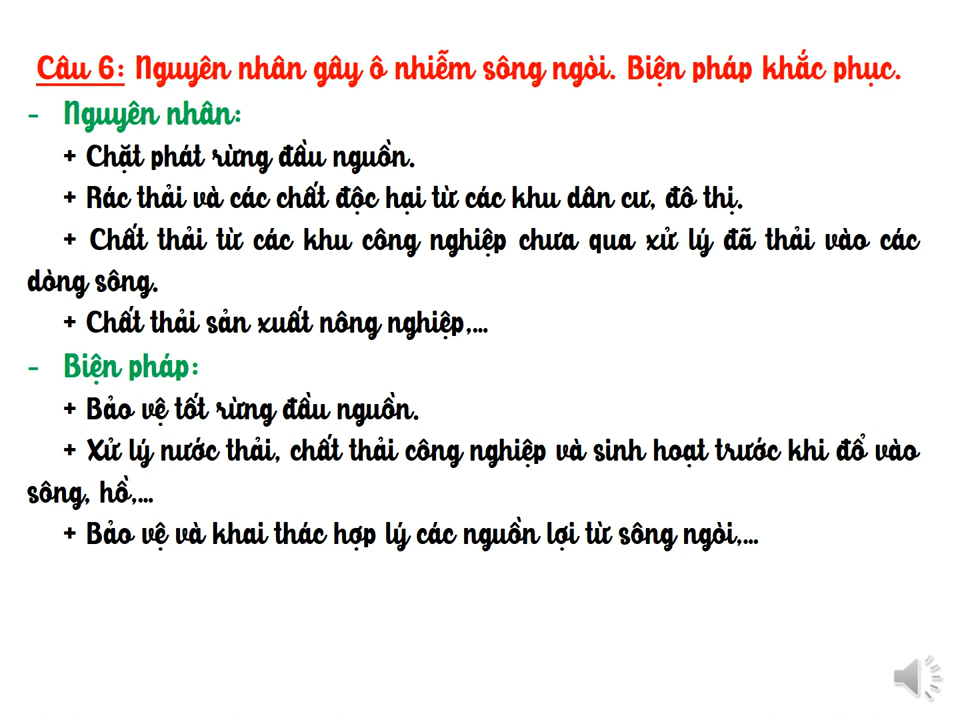 Câu 6: Nguyên nhân gây ô nhiễm sông ngòi. Biện pháp khắc phục.
- Nguyên nhân:
+ Chặt phát rừng đầu nguồn.
+ Rác thải và các chất độc hại từ các khu dân cư, đô thị.
+ Chất thải từ các khu công nghiệp chưa qua xử lý đã thải vào các
dòng sông.
+ Chất thải sản xuất nông nghiệp,...
- Biện pháp:
+ Bảo vệ tốt rừng đầu nguồn.
+ Xử lý nước thải, chất thải công nghiệp và sinh hoạt trước khi đổ vào
sông, hồ,...
+ Bảo vệ và khai thác hợp lý các nguồn lợi từ sông ngòi,...